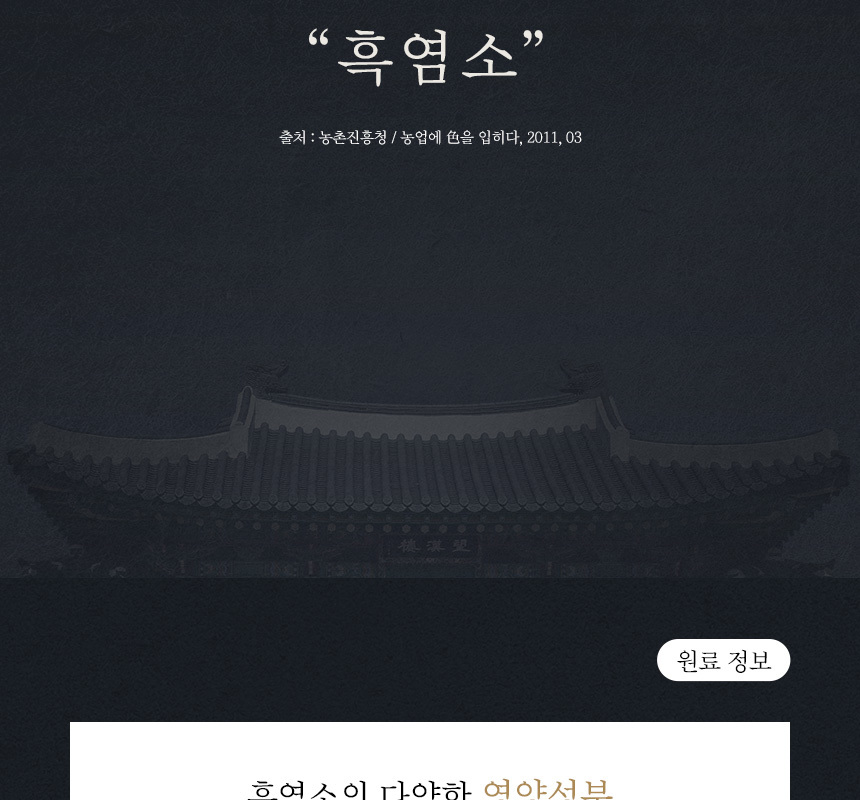 “흑염소”
출처 : 농촌진흥청 / 농업에 色을 입히다, 2011, 03
원료 정보
흑염소의 다양한 영양성분